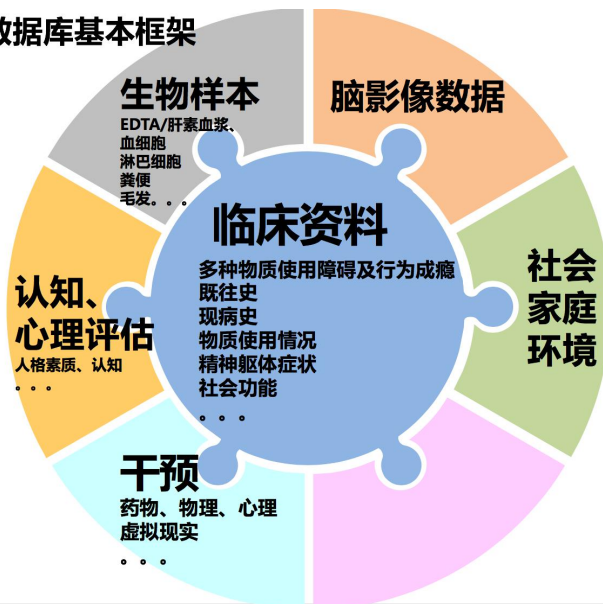 数据库基本框架
生物样本
EDTA/肝素血浆、
血细胞
淋巴细胞
粪便
毛发。。。
脑影像数据
临床资料
多种物质使用障碍及行为成瘾
既往史
现病史
物质使用情况
精神躯体症状
社会功能
。。。
社会
家庭
环境
认知、
心理评估
人格素质、认知
。。。
干预
药物、物理、心理
虚拟现实
。。。